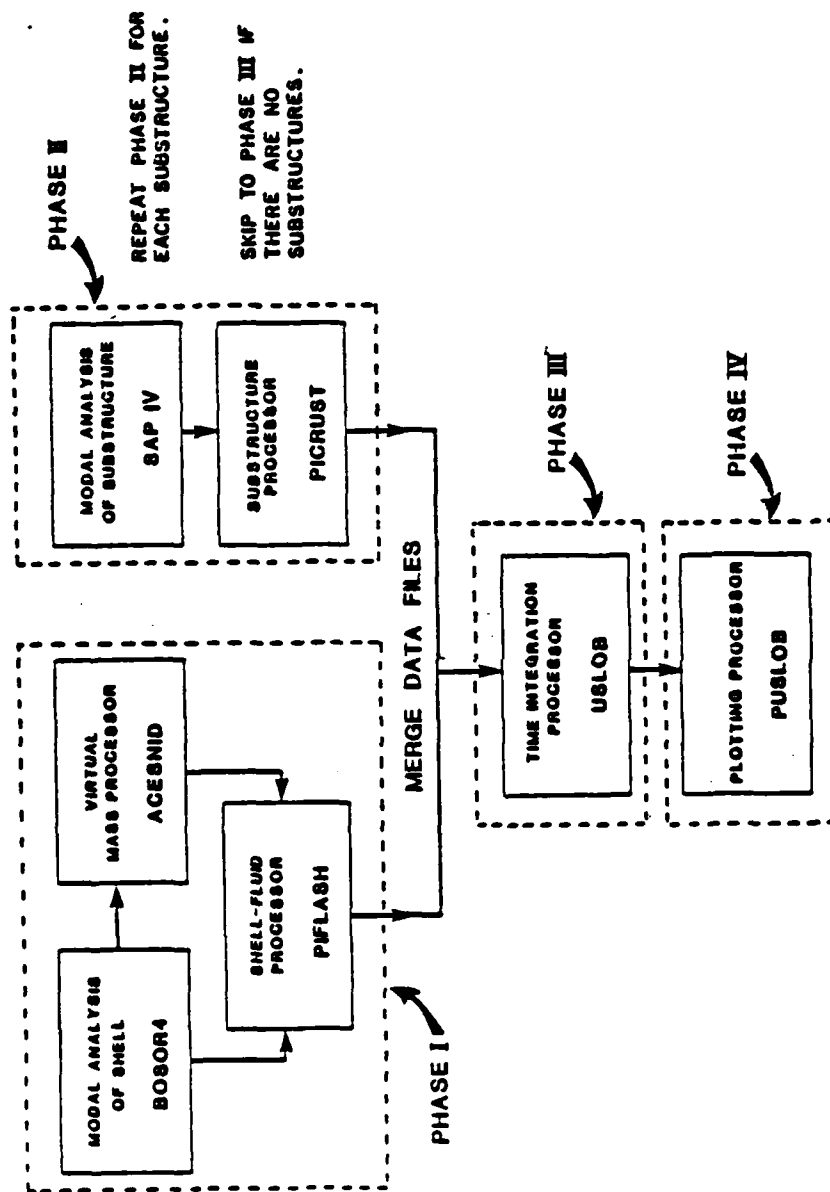 MODAL ANALYSIS
OF SHELL
BOSOR4
VIRTUAL
MASS PROCESSOR
ACESNID
SHELL-FLUID
PROCESSOR
PIFLASH
PHASE I
MODAL ANALYSIS
OF SUBSTRUCTURE
SAP IV
SUBSTRUCTURE
PROCESSOR
PICRUST
PHASE II
REPEAT PHASE II FOR
EACH SUBSTRUCTURE.
SKIP TO PHASE III IF
THERE ARE NO
SUBSTRUCTURES.
MERGE DATA FILES
TIME INTEGRATION
PROCESSOR
USLOB
PHASE III
PLOTTING PROCESSOR
PUSLOB
PHASE IV